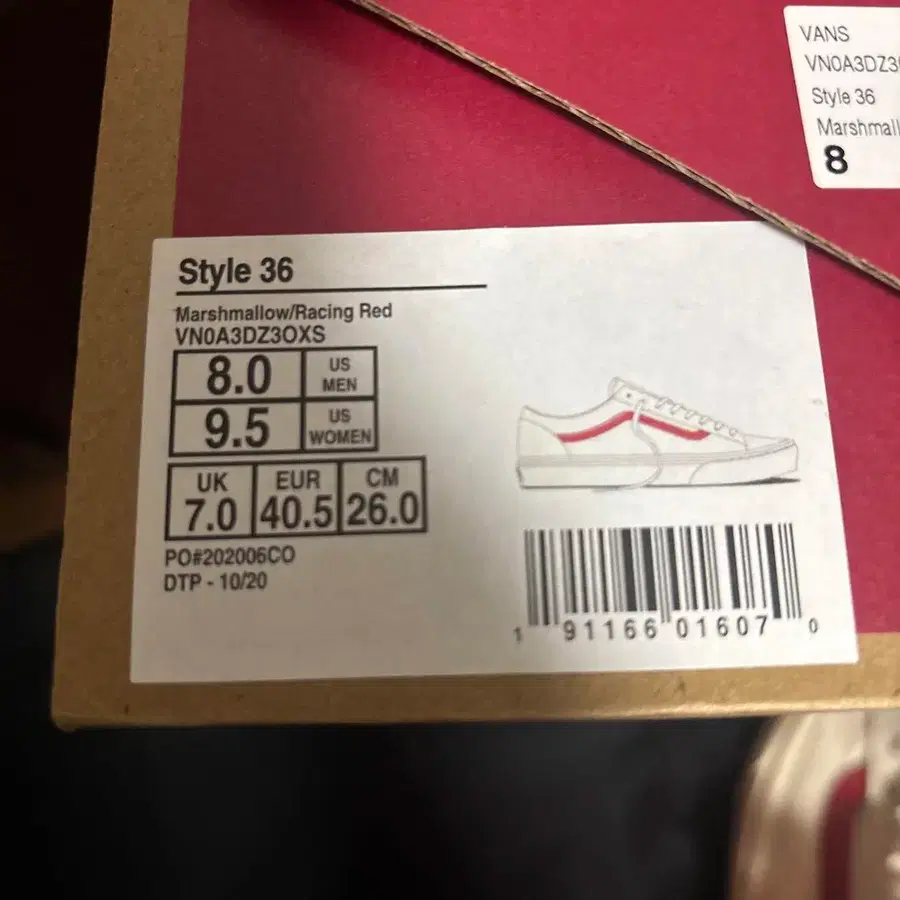 VANS
VN0A3DZ3
Style 36
Marshmall
8
Style 36
Marshmallow/Racing Red
VN0A3DZ3OXS
8.0 US MEN
9.5 US WOMEN
UK EUR CM
7.0 40.5 26.0
PO#202006CO
DTP - 10/20
1 91166 01607 0